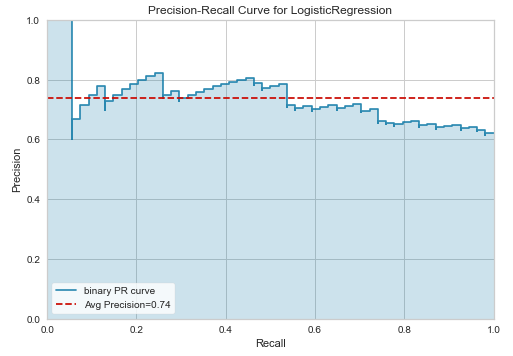 Precision-Recall Curve for LogisticRegression
1.0
0.8
0.6
0.4
0.2
0.0
Precision
binary PR curve
Avg Precision=0.74
0.0 0.2 0.4 0.6 0.8 1.0
Recall